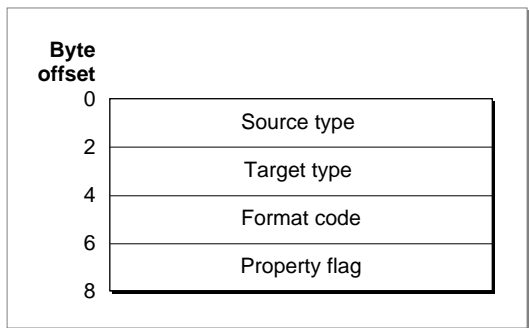 Byte
offset
0
Source type
2
Target type
4
Format code
6
Property flag
8